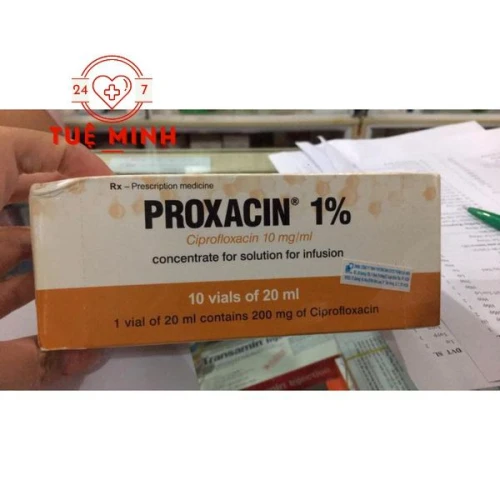 24 7
TUỆ MINH
Rx – Prescription medicine
PROXACIN® 1%
Ciprofloxacin 10 mg/ml
concentrate for solution for infusion
10 vials of 20 ml
1 vial of 20 ml contains 200 mg of Ciprofloxacin
Transamin